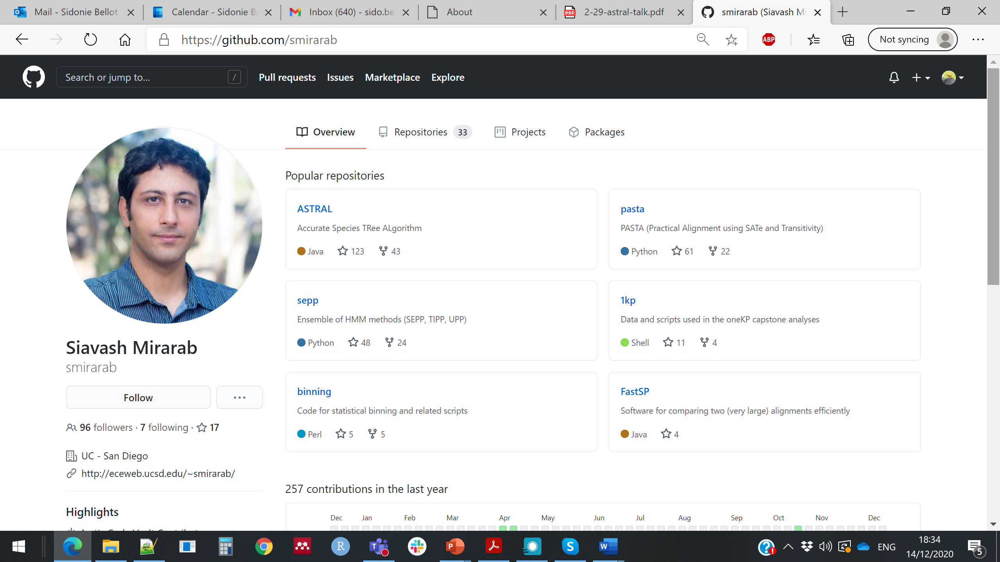 Mail - Sidonie Bellot
Calendar - Sidonie Be
Inbox (640) - sido.bel
About
2-29-astral-talk.pdf
smirarab (Siavash Mi
https://github.com/smirarab
ABP
Not syncing
Search or jump to...
/
Pull requests
Issues
Marketplace
Explore
Overview
Repositories 33
Projects
Packages
Popular repositories
ASTRAL
Accurate Species TRee ALgorithm
Java 123 43
pasta
PASTA (Practical Alignment using SATe and Transitivity)
Python 61 22
sepp
Ensemble of HMM methods (SEPP, TIPP, UPP)
Python 48 24
1kp
Data and scripts used in the oneKP capstone analyses
Shell 11 4
binning
Code for statistical binning and related scripts
Perl 5 5
FastSP
Software for comparing two (very large) alignments efficiently
Java 4
Siavash Mirarab
smirarab
Follow
96 followers · 7 following · 17
UC - San Diego
http://eceweb.ucsd.edu/~smirarab/
Highlights
257 contributions in the last year
Dec Jan Feb Mar Apr May Jun Jul Aug Sep Oct Nov Dec
ENG
18:34
14/12/2020
5